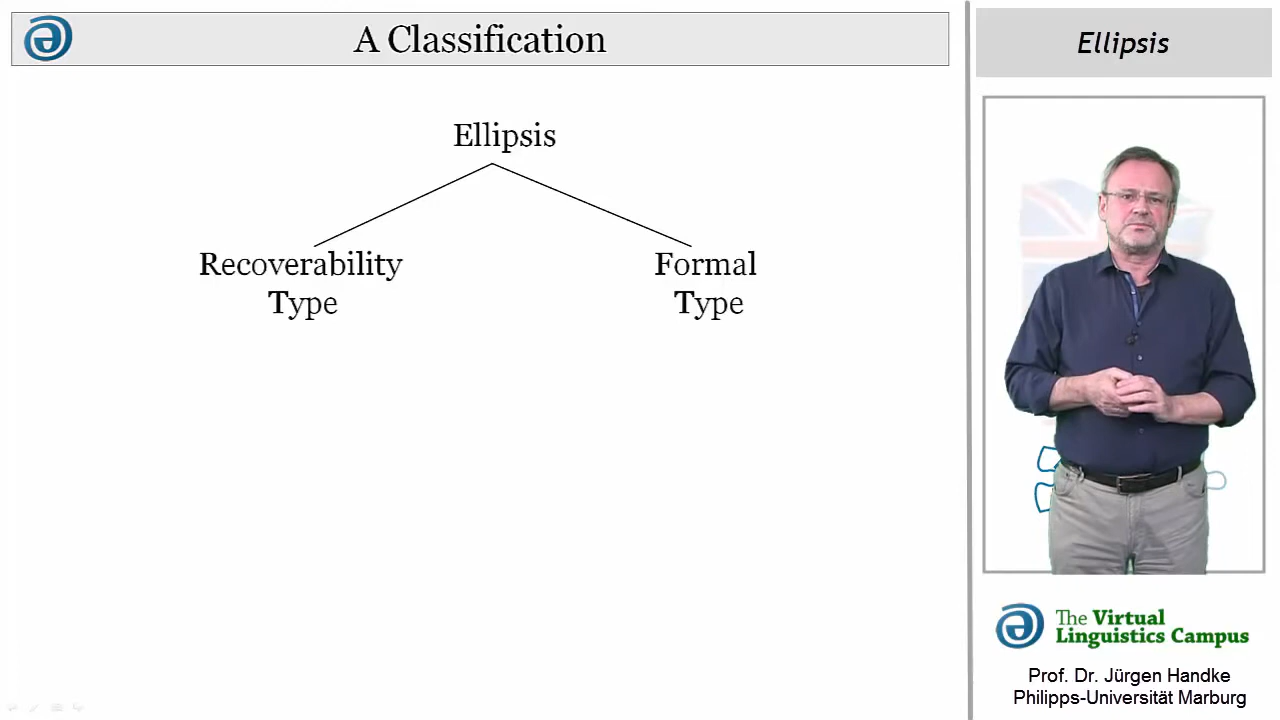 A Classification
Ellipsis
Recoverability
Type
Formal
Type
Ellipsis
The Virtual
Linguistics Campus
Prof. Dr. Jürgen Handke
Philipps-Universität Marburg